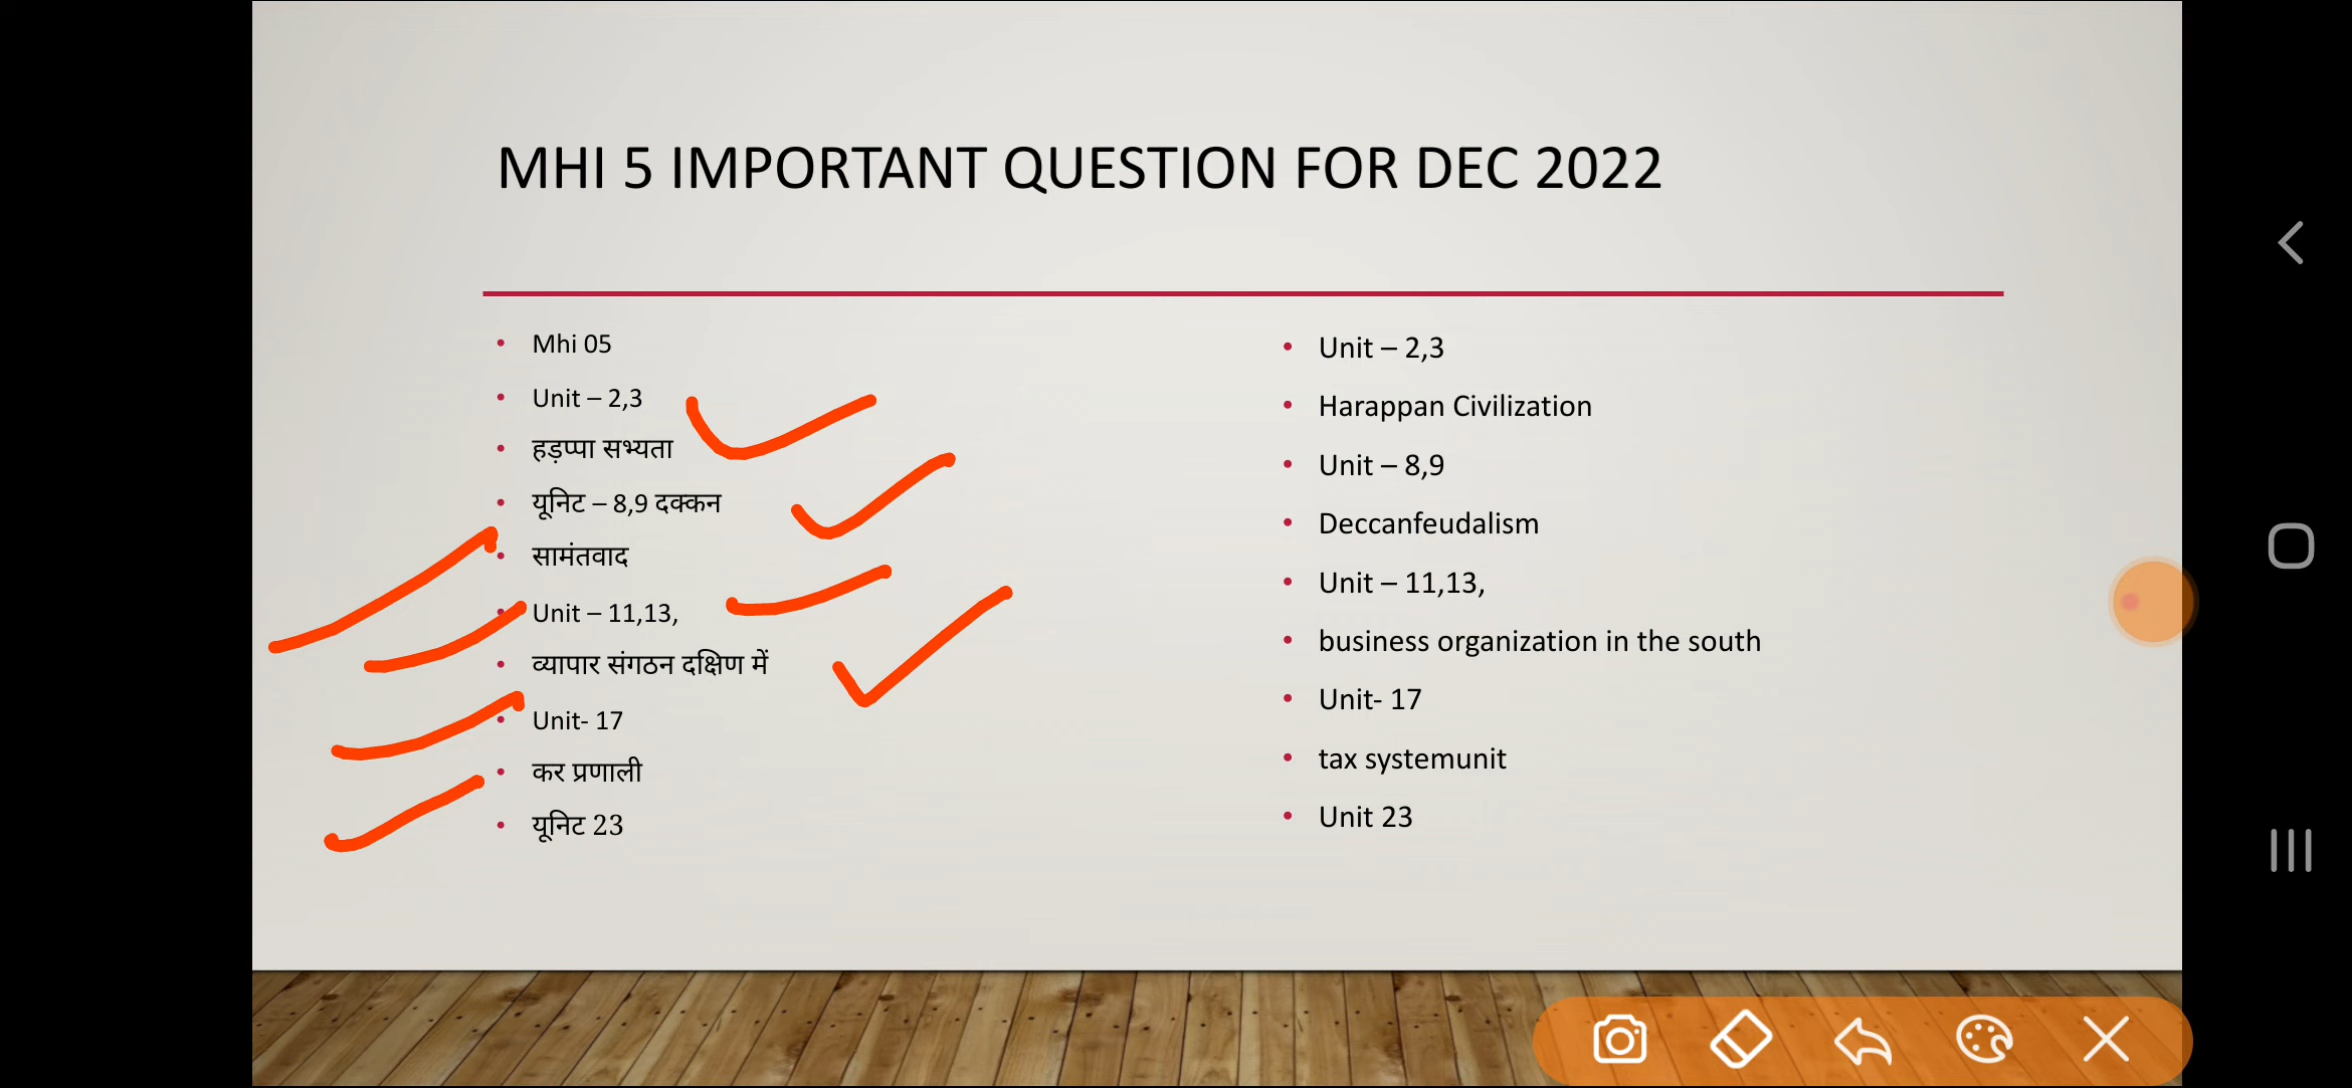 MHI 5 IMPORTANT QUESTION FOR DEC 2022
• Mhi 05
• Unit – 2,3
• हड़प्पा सभ्यता
• यूनिट – 8,9 दक्कन
• सामंतवाद
• Unit – 11,13,
• व्यापार संगठन दक्षिण में
• Unit- 17
• कर प्रणाली
• यूनिट 23
• Unit – 2,3
• Harappan Civilization
• Unit – 8,9
• Deccanfeudalism
• Unit – 11,13,
• business organization in the south
• Unit- 17
• tax systemunit
• Unit 23